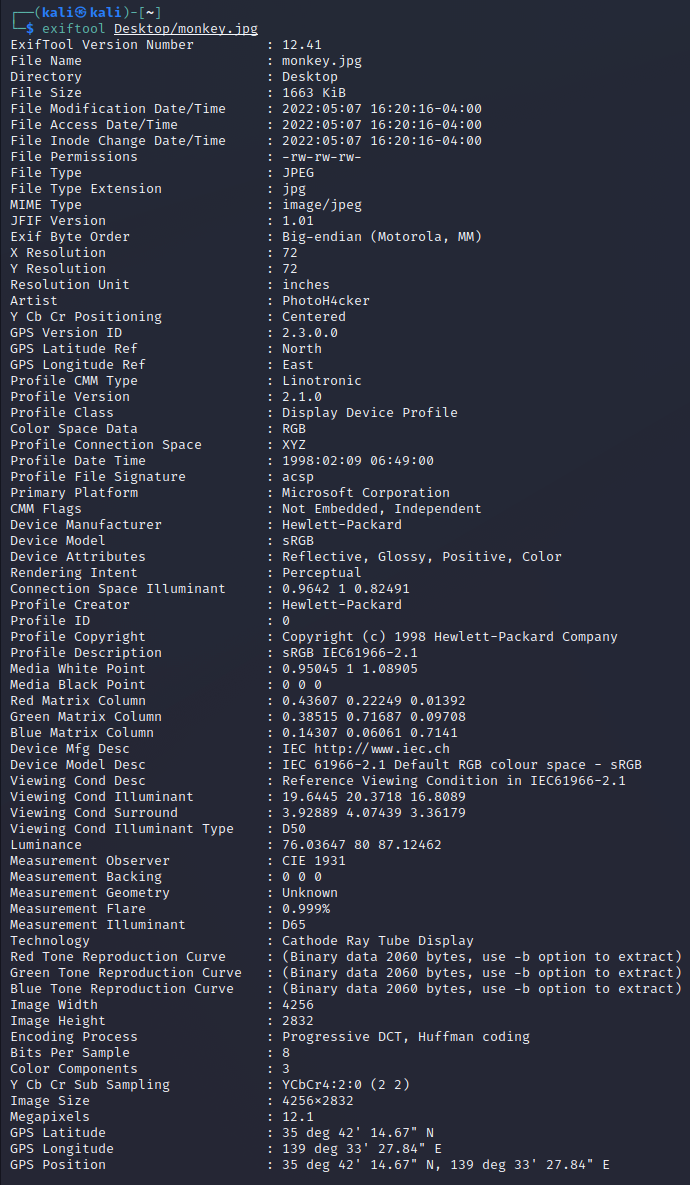 ┌──(kali㉿kali)-[~]
└─$ exiftool Desktop/monkey.jpg
ExifTool Version Number         : 12.41
File Name                       : monkey.jpg
Directory                       : Desktop
File Size                       : 1663 KiB
File Modification Date/Time     : 2022:05:07 16:20:16-04:00
File Access Date/Time           : 2022:05:07 16:20:16-04:00
File Inode Change Date/Time     : 2022:05:07 16:20:16-04:00
File Permissions                : -rw-rw-rw-
File Type                       : JPEG
File Type Extension             : jpg
MIME Type                       : image/jpeg
JFIF Version                    : 1.01
Exif Byte Order                 : Big-endian (Motorola, MM)
X Resolution                    : 72
Y Resolution                    : 72
Resolution Unit                 : inches
Artist                          : PhotoH4cker
Y Cb Cr Positioning             : Centered
GPS Version ID                  : 2.3.0.0
GPS Latitude Ref                : North
GPS Longitude Ref               : East
Profile CMM Type                : Linotronic
Profile Version                 : 2.1.0
Profile Class                   : Display Device Profile
Color Space Data                : RGB
Profile Connection Space        : XYZ
Profile Date Time               : 1998:02:09 06:49:00
Profile File Signature          : acsp
Primary Platform                : Microsoft Corporation
CMM Flags                       : Not Embedded, Independent
Device Manufacturer             : Hewlett-Packard
Device Model                    : sRGB
Device Attributes               : Reflective, Glossy, Positive, Color
Rendering Intent                : Perceptual
Connection Space Illuminant     : 0.9642 1 0.82491
Profile Creator                 : Hewlett-Packard
Profile ID                      : 0
Profile Copyright               : Copyright (c) 1998 Hewlett-Packard Company
Profile Description             : sRGB IEC61966-2.1
Media White Point               : 0.95045 1 1.08905
Media Black Point               : 0 0 0
Red Matrix Column               : 0.43607 0.22249 0.01392
Green Matrix Column             : 0.38515 0.71687 0.09708
Blue Matrix Column              : 0.14307 0.06061 0.7141
Device Mfg Desc                 : IEC http://www.iec.ch
Device Model Desc               : IEC 61966-2.1 Default RGB colour space - sRGB
Viewing Cond Desc               : Reference Viewing Condition in IEC61966-2.1
Viewing Cond Illuminant         : 19.6445 20.3718 16.8089
Viewing Cond Surround           : 3.92889 4.07439 3.36179
Viewing Cond Illuminant Type    : D50
Luminance                       : 76.03647 80 87.12462
Measurement Observer            : CIE 1931
Measurement Backing             : 0 0 0
Measurement Geometry            : Unknown
Measurement Flare               : 0.999%
Measurement Illuminant          : D65
Technology                      : Cathode Ray Tube Display
Red Tone Reproduction Curve     : (Binary data 2060 bytes, use -b option to extract)
Green Tone Reproduction Curve   : (Binary data 2060 bytes, use -b option to extract)
Blue Tone Reproduction Curve    : (Binary data 2060 bytes, use -b option to extract)
Image Width                     : 4256
Image Height                    : 2832
Encoding Process                : Progressive DCT, Huffman coding
Bits Per Sample                 : 8
Color Components                : 3
Y Cb Cr Sub Sampling            : YCbCr4:2:0 (2 2)
Image Size                      : 4256×2832
Megapixels                      : 12.1
GPS Latitude                    : 35 deg 42' 14.67" N
GPS Longitude                   : 139 deg 33' 27.84" E
GPS Position                    : 35 deg 42' 14.67" N, 139 deg 33' 27.84" E